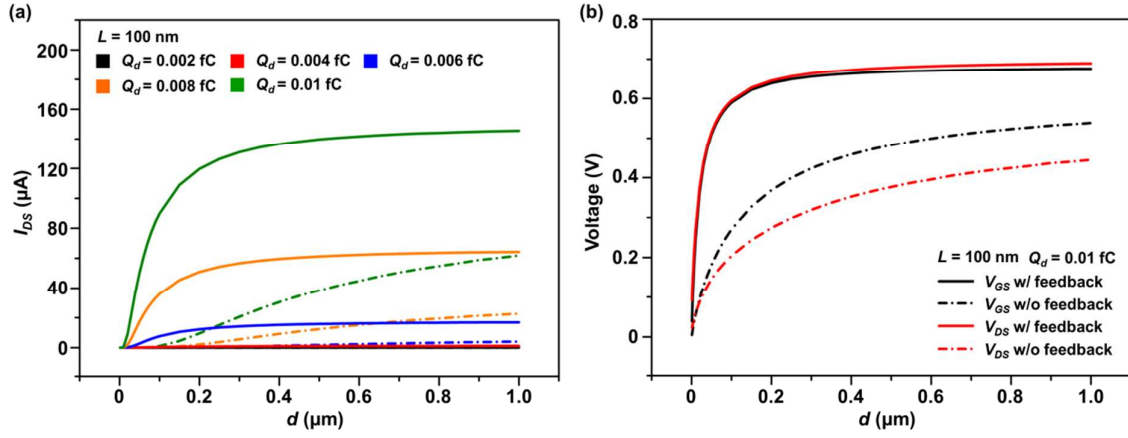 (a)
L = 100 nm
Q_d = 0.002 fC Q_d = 0.004 fC Q_d = 0.006 fC
Q_d = 0.008 fC Q_d = 0.01 fC
200
160
120
80
40
0
I_DS (μA)
0 0.2 0.4 0.6 0.8 1.0
d (μm)
(b)
0.8
0.6
0.4
0.2
0
Voltage (V)
L = 100 nm Q_d = 0.01 fC
V_GS w/ feedback
V_GS w/o feedback
V_DS w/ feedback
V_DS w/o feedback
0 0.2 0.4 0.6 0.8 1.0
d (μm)